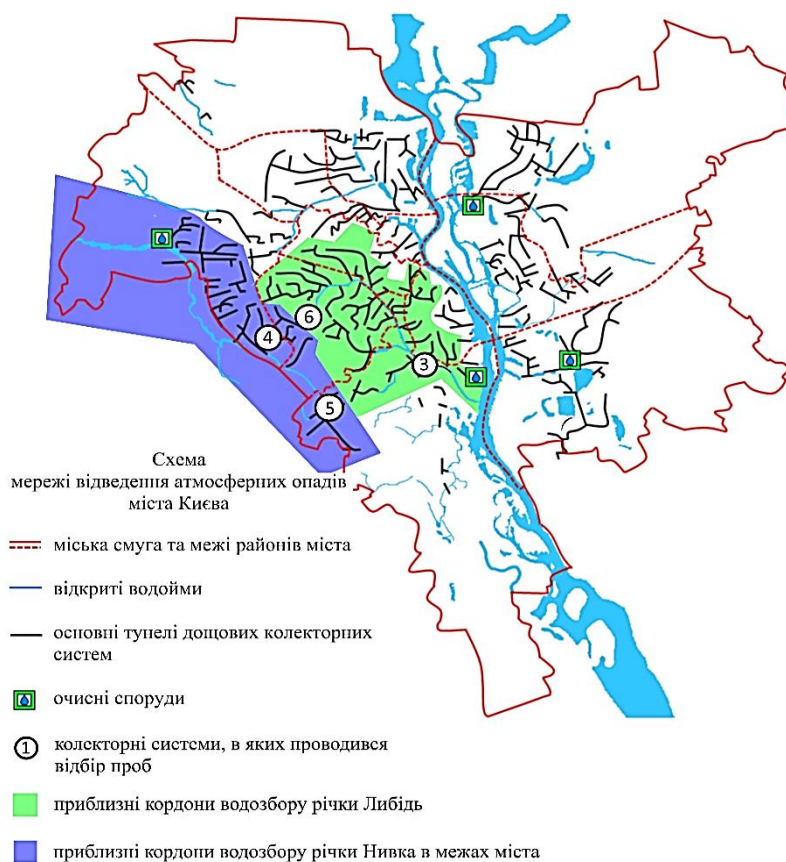 6
4
3
5
Схема
мережі відведення атмосферних опадів
міста Києва
міська смуга та межі районів міста
відкриті водойми
основні тунелі дощових колекторних
систем
очисні споруди
1 колекторні системи, в яких проводився
відбір проб
приблизні кордони водозбору річки Либідь
приблизні кордони водозбору річки Нивка в межах міста